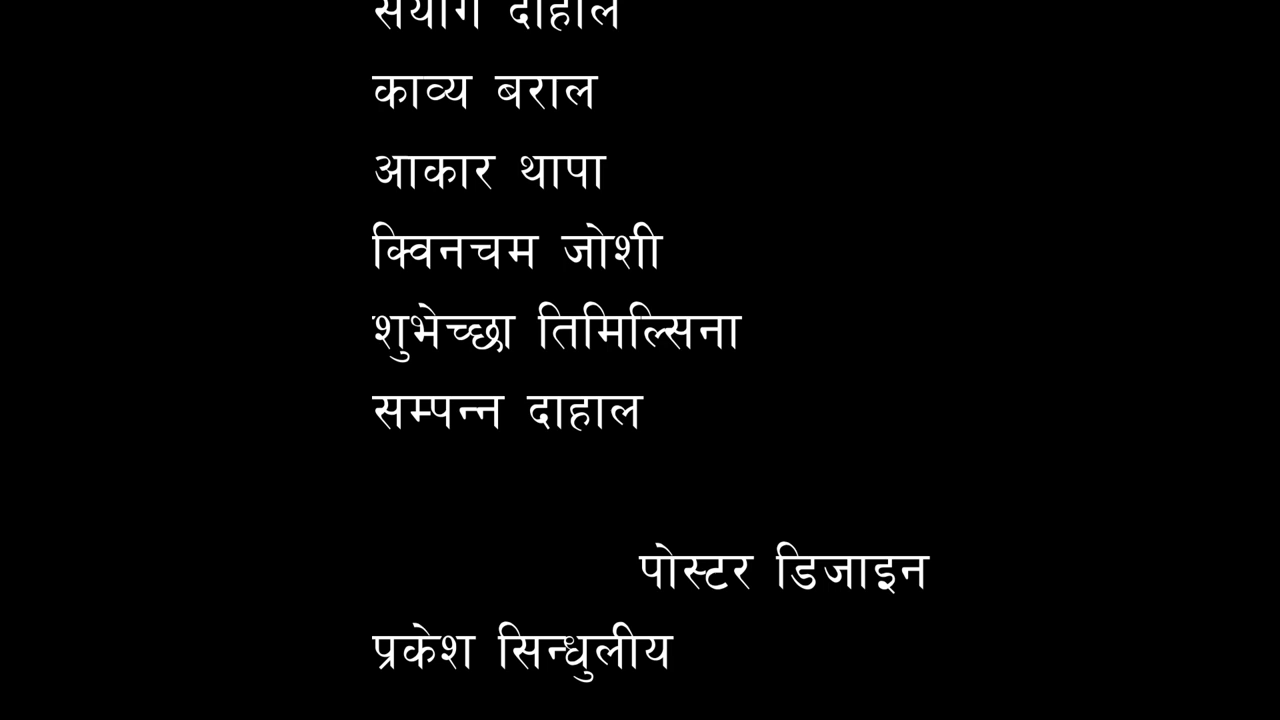 दाहाल
काव्य बराल
आकार थापा
क्विनचम जोशी
शुभेच्छा तिमिल्सिना
सम्पन्न दाहाल
पोस्टर डिजाइन
प्रकेश सिन्धुलीय